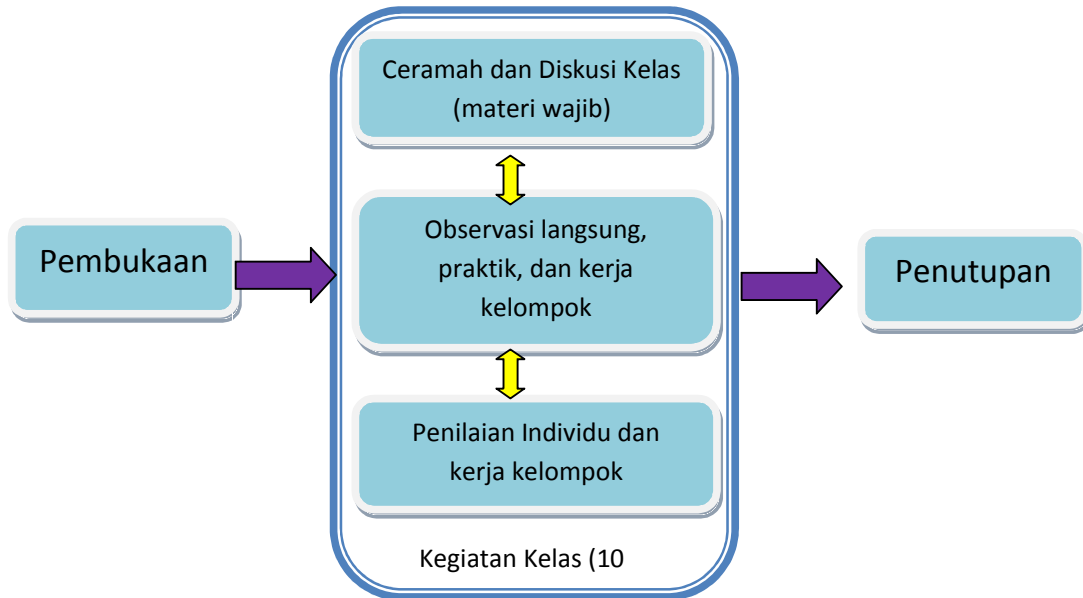 Pembukaan
Ceramah dan Diskusi Kelas
(materi wajib)
Observasi langsung,
praktik, dan kerja
kelompok
Penilaian Individu dan
kerja kelompok
Kegiatan Kelas (10
Penutupan